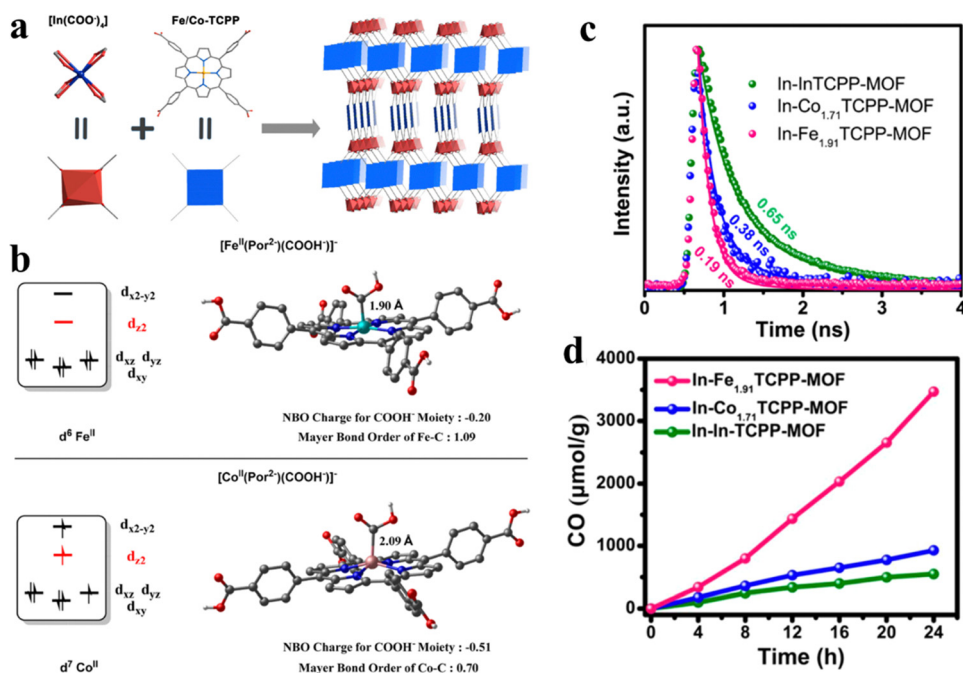 a
[In(COO⁻)₄]
Fe/Co-TCPP
b
[Feᴵᴵ(Por²⁻)(COOH⁻)]⁻
dx2-y2
dz2
dxz dyz
dxy
d⁶ Feᴵᴵ
1.90 Å
NBO Charge for COOH⁻ Moiety : -0.20
Mayer Bond Order of Fe-C : 1.09
[Coᴵᴵ(Por²⁻)(COOH⁻)]⁻
dx2-y2
dz2
dxz dyz
dxy
d⁷ Coᴵᴵ
2.09 Å
NBO Charge for COOH⁻ Moiety : -0.51
Mayer Bond Order of Co-C : 0.70
c
Intensity (a.u.)
In-InTCPP-MOF
In-Co₁.₇₁TCPP-MOF
In-Fe₁.₉₁TCPP-MOF
0.65 ns
0.38 ns
0.19 ns
0 1 2 3 4
Time (ns)
d
CO (μmol/g)
4000
3000
2000
1000
0
In-Fe₁.₉₁TCPP-MOF
In-Co₁.₇₁TCPP-MOF
In-In-TCPP-MOF
0 4 8 12 16 20 24
Time (h)